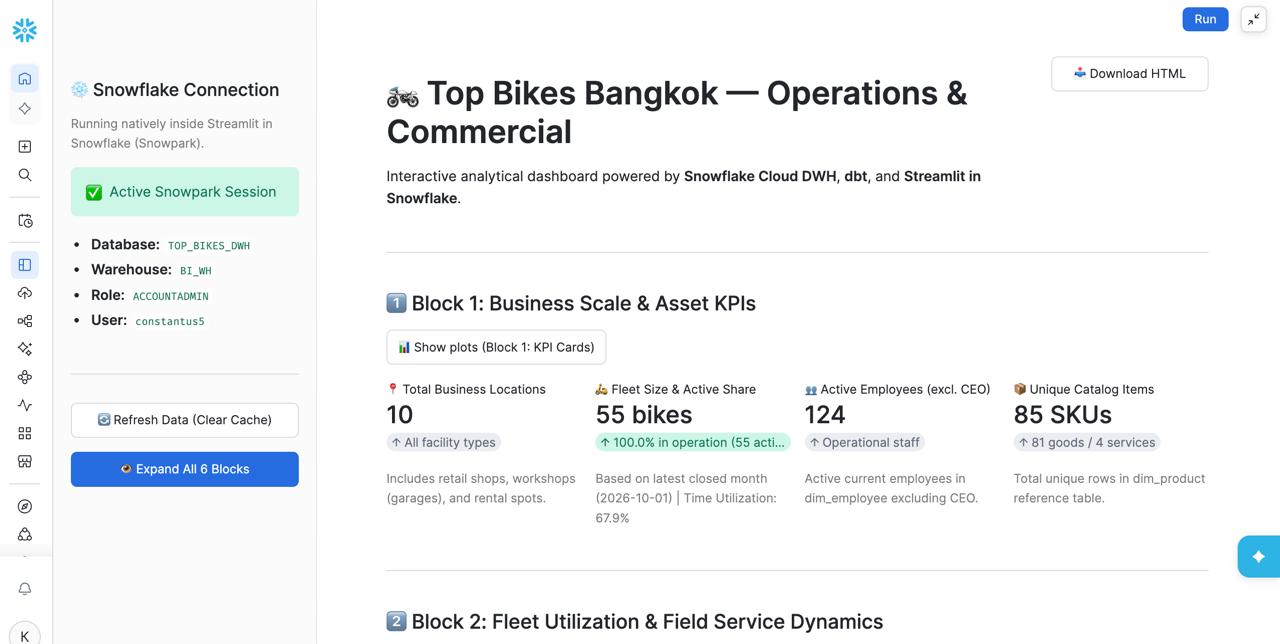 Run
Snowflake Connection
Running natively inside Streamlit in
Snowflake (Snowpark).
Active Snowpark Session
Database: TOP_BIKES_DWH
Warehouse: BI_WH
Role: ACCOUNTADMIN
User: constantus5
Refresh Data (Clear Cache)
Expand All 6 Blocks
K
Download HTML
Top Bikes Bangkok — Operations &
Commercial
Interactive analytical dashboard powered by Snowflake Cloud DWH, dbt, and Streamlit in
Snowflake.
1 Block 1: Business Scale & Asset KPIs
Show plots (Block 1: KPI Cards)
Total Business Locations
10
↑ All facility types
Includes retail shops, workshops
(garages), and rental spots.
Fleet Size & Active Share
55 bikes
↑ 100.0% in operation (55 acti...
Based on latest closed month
(2026-10-01) | Time Utilization:
67.9%
Active Employees (excl. CEO)
124
↑ Operational staff
Active current employees in
dim_employee excluding CEO.
Unique Catalog Items
85 SKUs
↑ 81 goods / 4 services
Total unique rows in dim_product
reference table.
2 Block 2: Fleet Utilization & Field Service Dynamics